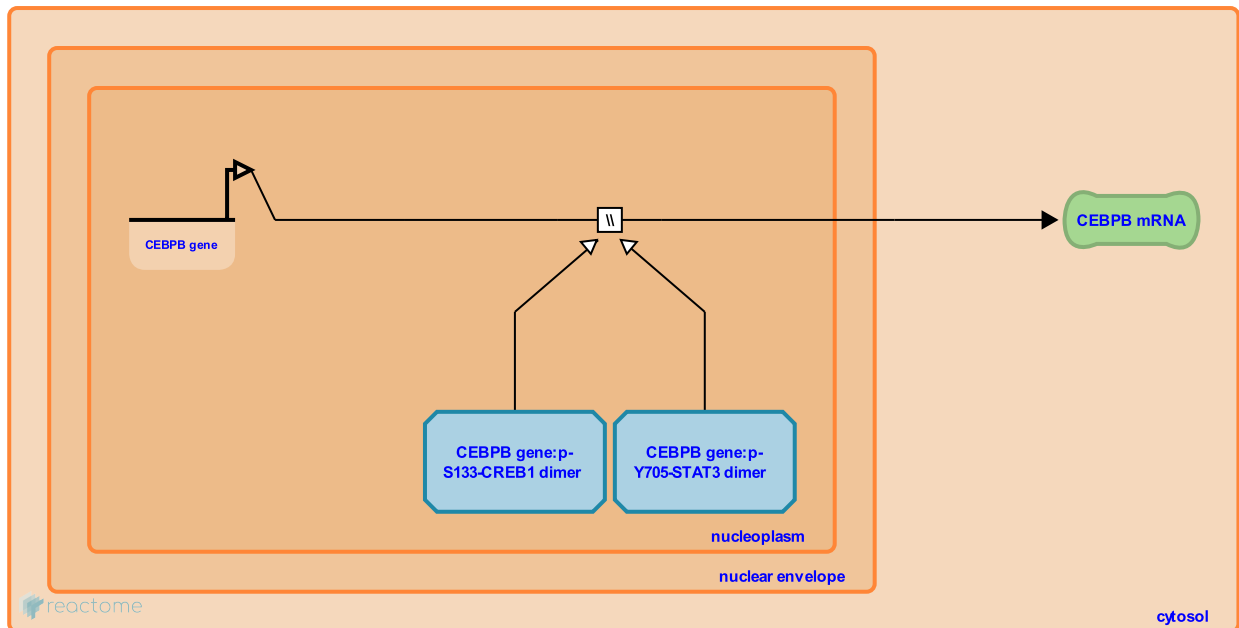 CEBPB gene
\\
CEBPB mRNA
CEBPB gene:p-
S133-CREB1 dimer
CEBPB gene:p-
Y705-STAT3 dimer
nucleoplasm
nuclear envelope
reactome
cytosol